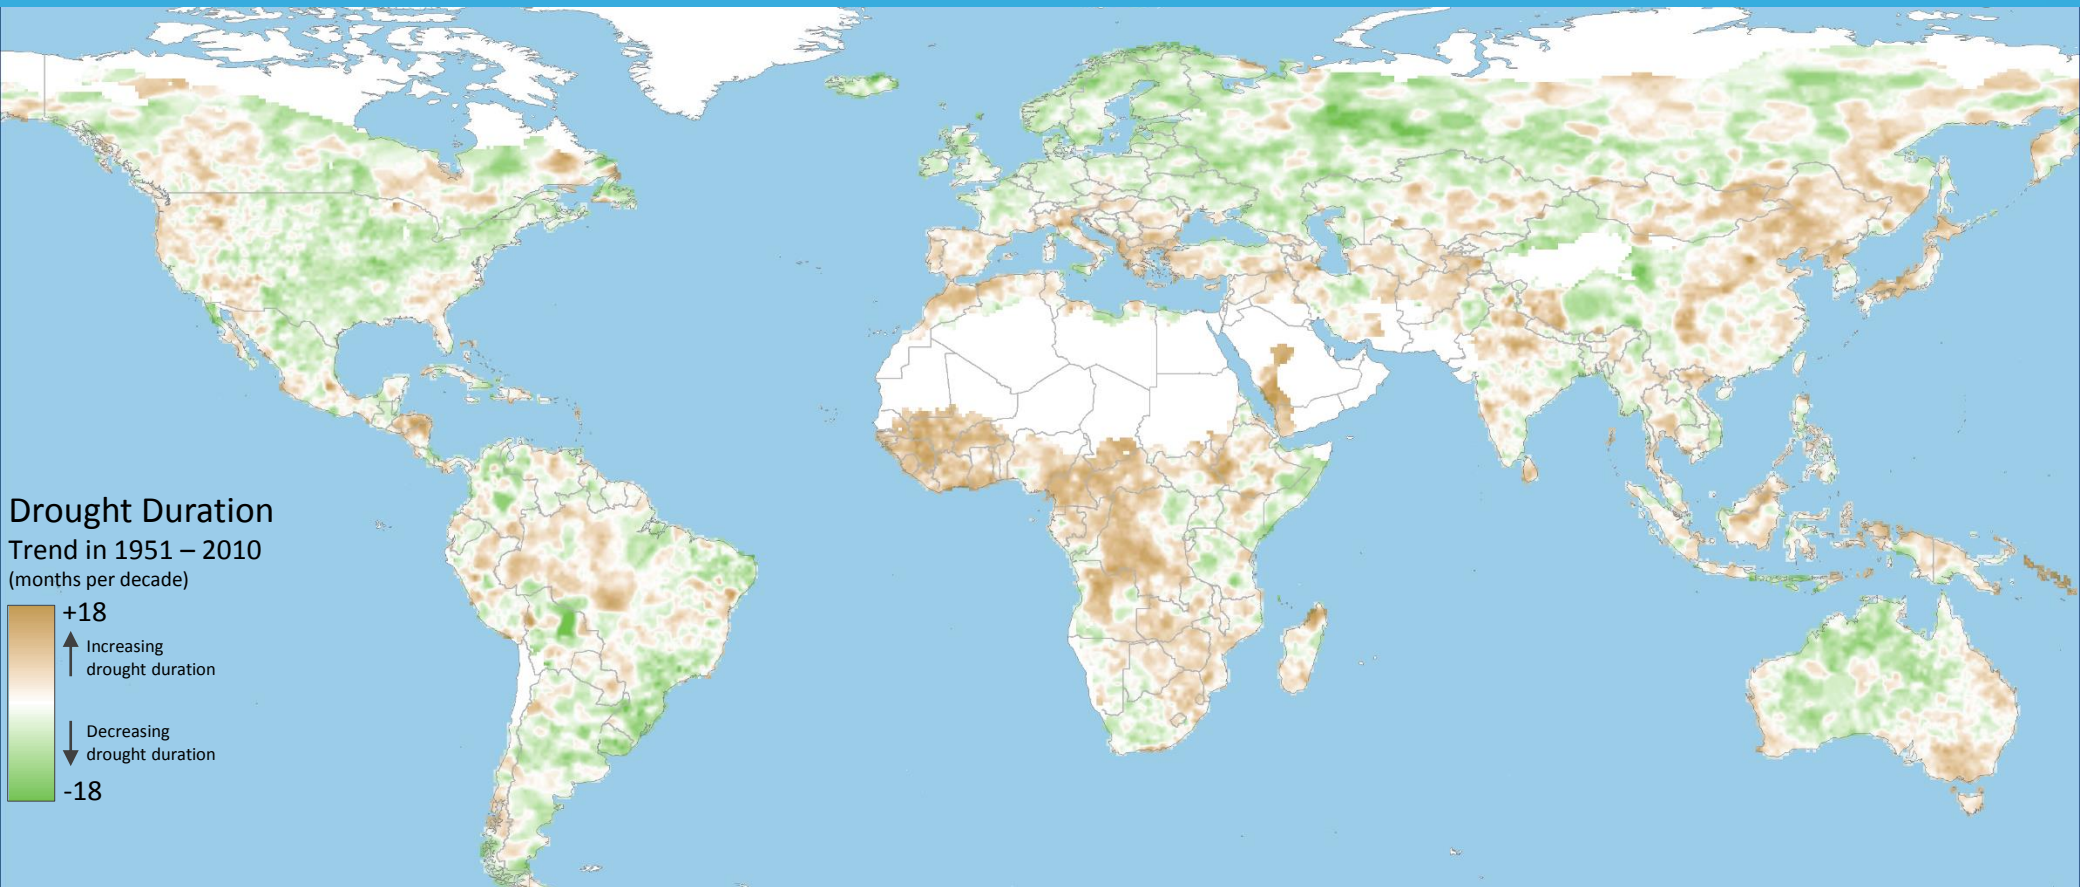 Drought Duration
Trend in 1951 – 2010
(months per decade)
+18
Increasing
drought duration
Decreasing
drought duration
-18